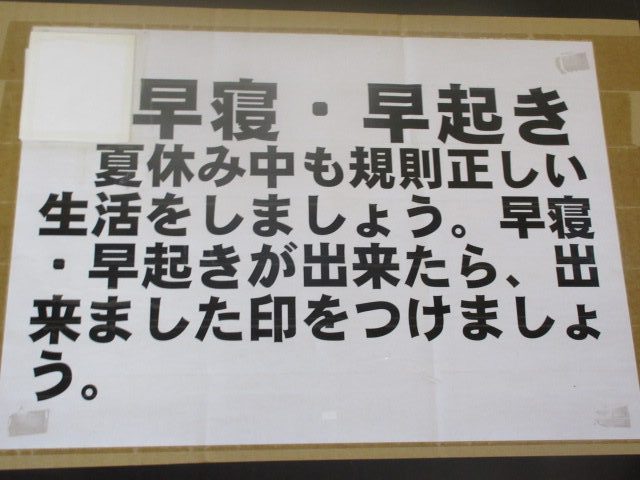 早寝・早起き
夏休み中も規則正しい
生活をしましょう。早寝
・早起きが出来たら、出
来ました印をつけましょ
う。